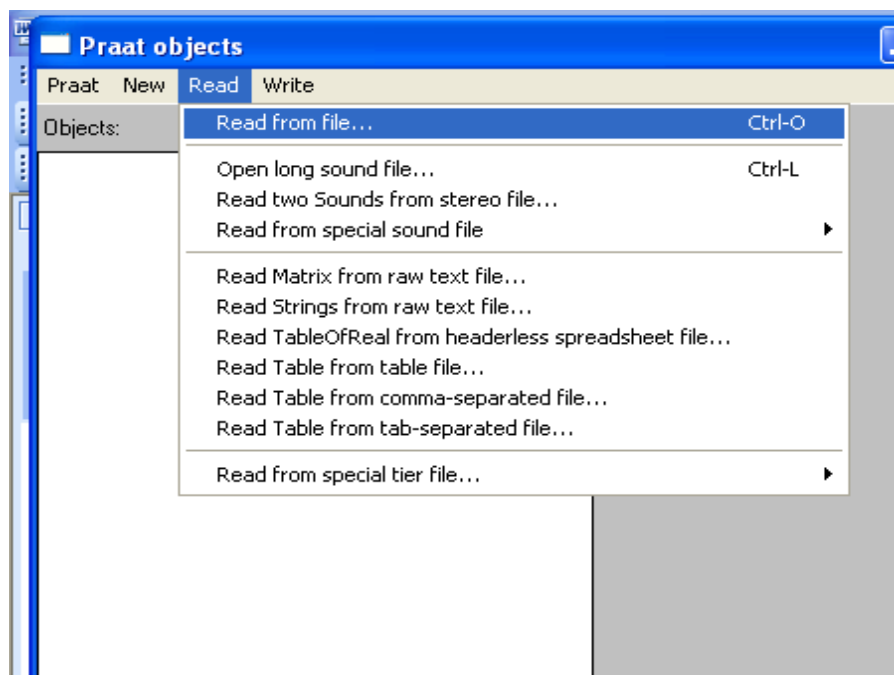 Praat objects
Praat New Read Write
Objects:
Read from file... Ctrl-O
Open long sound file... Ctrl-L
Read two Sounds from stereo file...
Read from special sound file
Read Matrix from raw text file...
Read Strings from raw text file...
Read TableOfReal from headerless spreadsheet file...
Read Table from table file...
Read Table from comma-separated file...
Read Table from tab-separated file...
Read from special tier file...